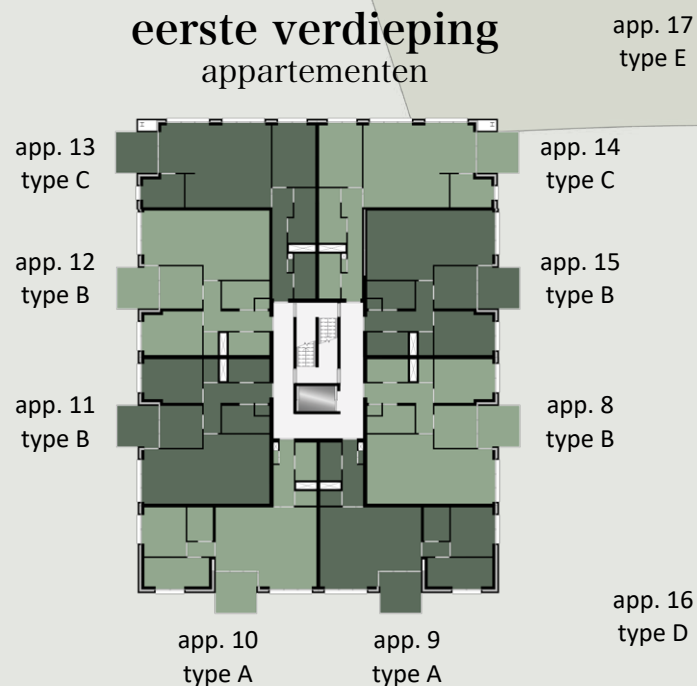 eerste verdieping
appartementen
app. 17
type E
app. 13
type C
app. 14
type C
app. 12
type B
app. 15
type B
app. 11
type B
app. 8
type B
app. 16
type D
app. 10
type A
app. 9
type A